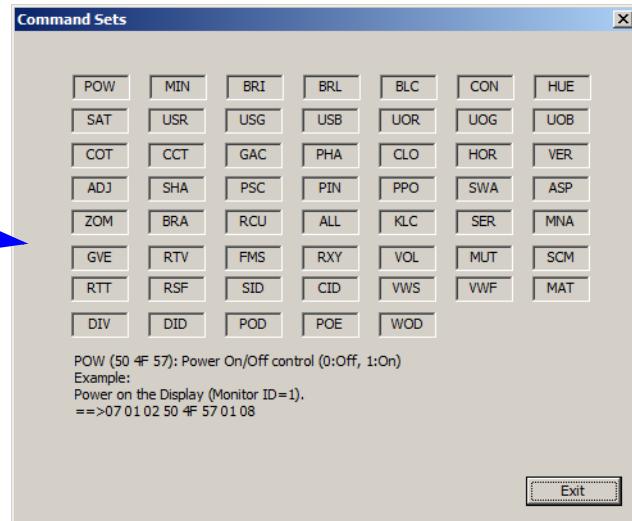 Command Sets
POW MIN BRI BRL BLC CON HUE
SAT USR USG USB UOR UOG UOB
COT CCT GAC PHA CLO HOR VER
ADJ SHA PSC PIN PPO SWA ASP
ZOM BRA RCU ALL KLC SER MNA
GVE RTV FMS RXY VOL MUT SCM
RTT RSF SID CID VWS VWF MAT
DIV DID POD POE WOD
POW (50 4F 57): Power On/Off control (0:Off, 1:On)
Example:
Power on the Display (Monitor ID=1).
==>07 01 02 50 4F 57 01 08
Exit